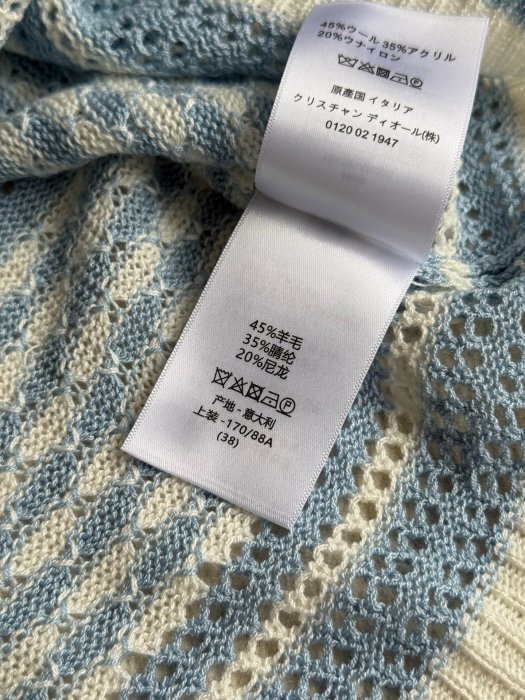 45%ウール 35%アクリル
20%ウナイロン
原産国 イタリア
クリスチャン ディオール(株)
0120 02 1947
45%羊毛
35%腈纶
20%尼龙
产地 - 意大利
上装 -170/88A
(38)